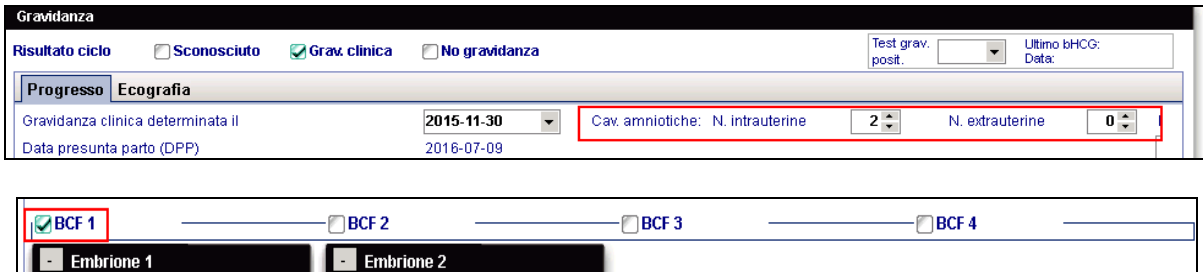 Gravidanza
Risultato ciclo Sconosciuto Grav. clinica No gravidanza Test grav. posit. Ultimo bHCG: Data:
Progresso Ecografia
Gravidanza clinica determinata il 2015-11-30 Cav. amniotiche: N. intrauterine 2 N. extrauterine 0
Data presunta parto (DPP) 2016-07-09
BCF 1 BCF 2 BCF 3 BCF 4
- Embrione 1 - Embrione 2